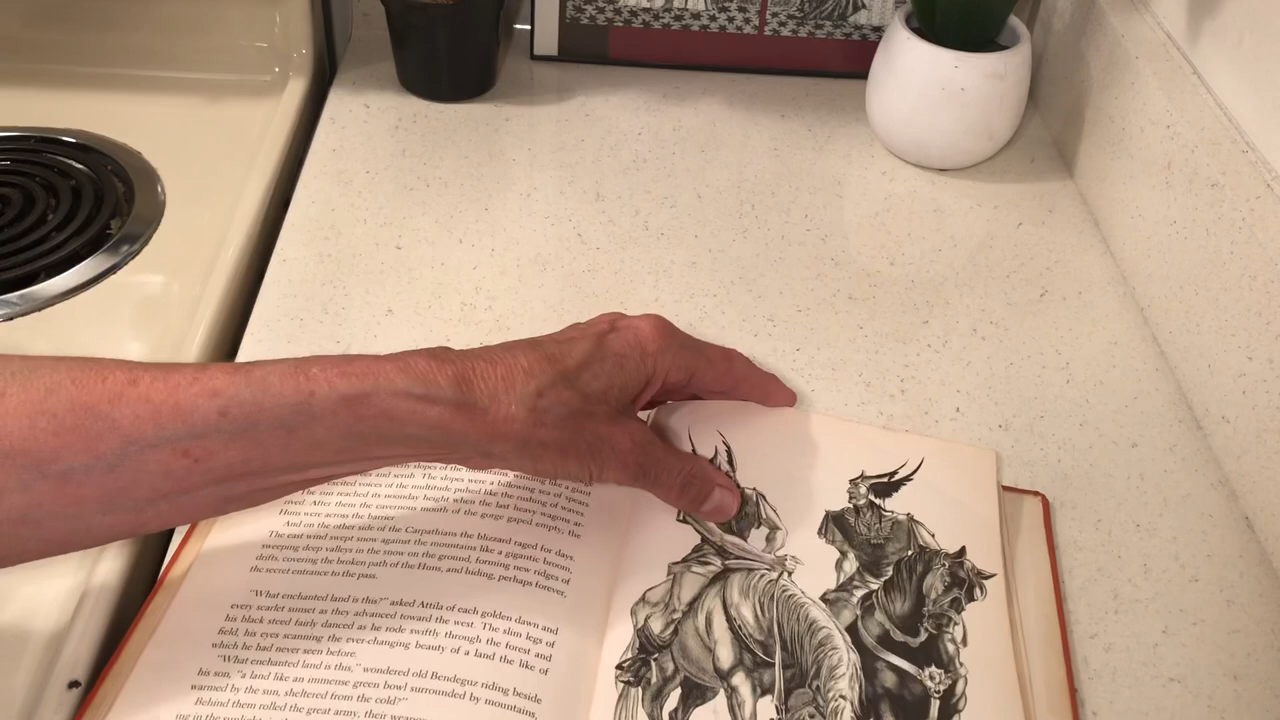 slopes of the mountains, winding like a giant
and scrub. The slopes were a billowing sea of spears
excited voices of the multitude pulsed like the rushing of waves.
The sun reached its noonday height when the last heavy wagons ar-
rived. After them the cavernous mouth of the gorge gaped empty; the
Huns were across the barrier
And on the other side of the Carpathians the blizzard raged for days.
The east wind swept snow against the mountains like a gigantic broom,
sweeping deep valleys in the snow on the ground, forming new ridges of
drifts, covering the broken path of the Huns, and hiding, perhaps forever,
the secret entrance to the pass.
"What enchanted land is this?" asked Attila of each golden dawn and
every scarlet sunset as they advanced toward the west. The slim legs of
his black steed fairly danced as he rode swiftly through the forest and
field, his eyes scanning the ever-changing beauty of a land the like of
which he had never seen before.
"What enchanted land is this," wondered old Bendeguz riding beside
his son, "a land like an immense green bowl surrounded by mountains,
warmed by the sun, sheltered from the cold?"
Behind them rolled the great army, their
ing in the sunlight